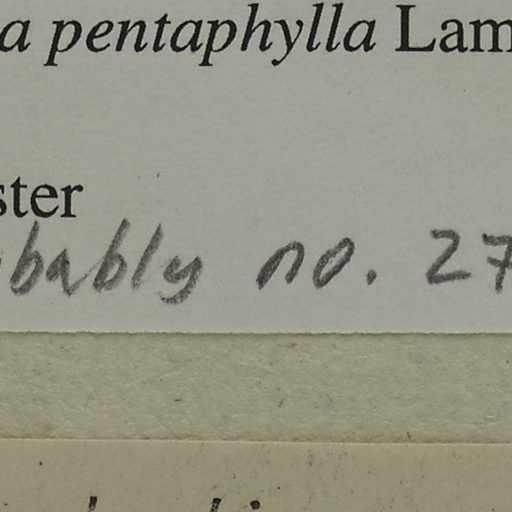 a pentaphylla Lam
ster
bably no. 27